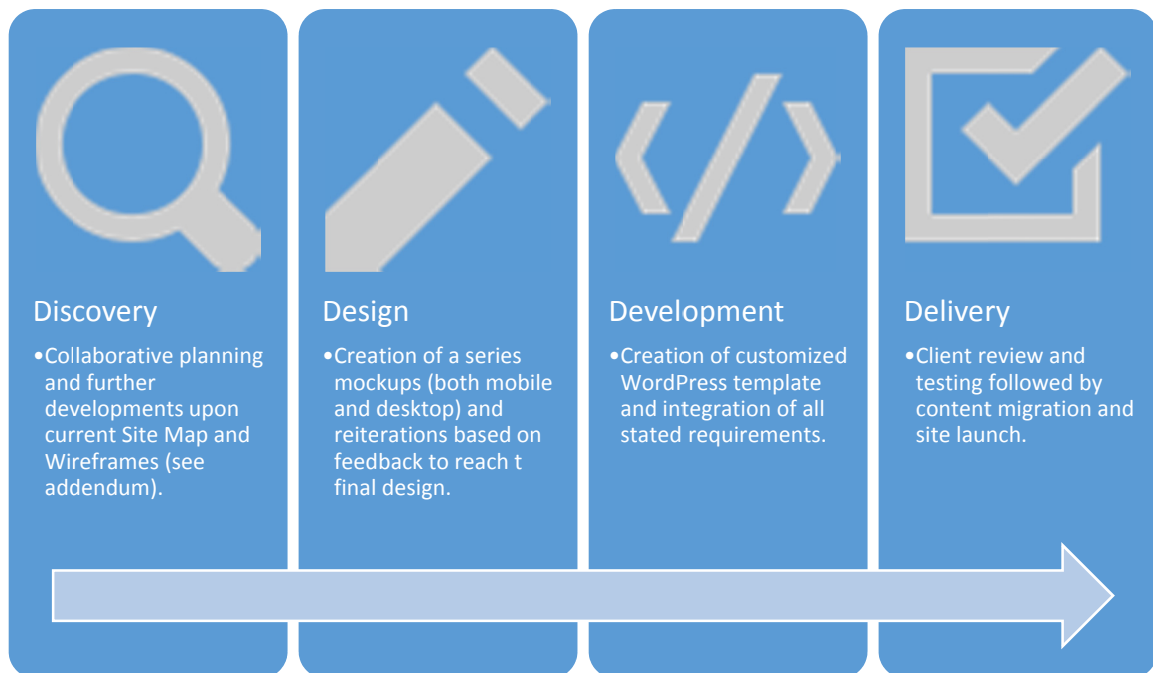 Discovery
•Collaborative planning
and further
developments upon
current Site Map and
Wireframes (see
addendum).
Design
•Creation of a series
mockups (both mobile
and desktop) and
reiterations based on
feedback to reach t
final design.
Development
•Creation of customized
WordPress template
and integration of all
stated requirements.
Delivery
•Client review and
testing followed by
content migration and
site launch.